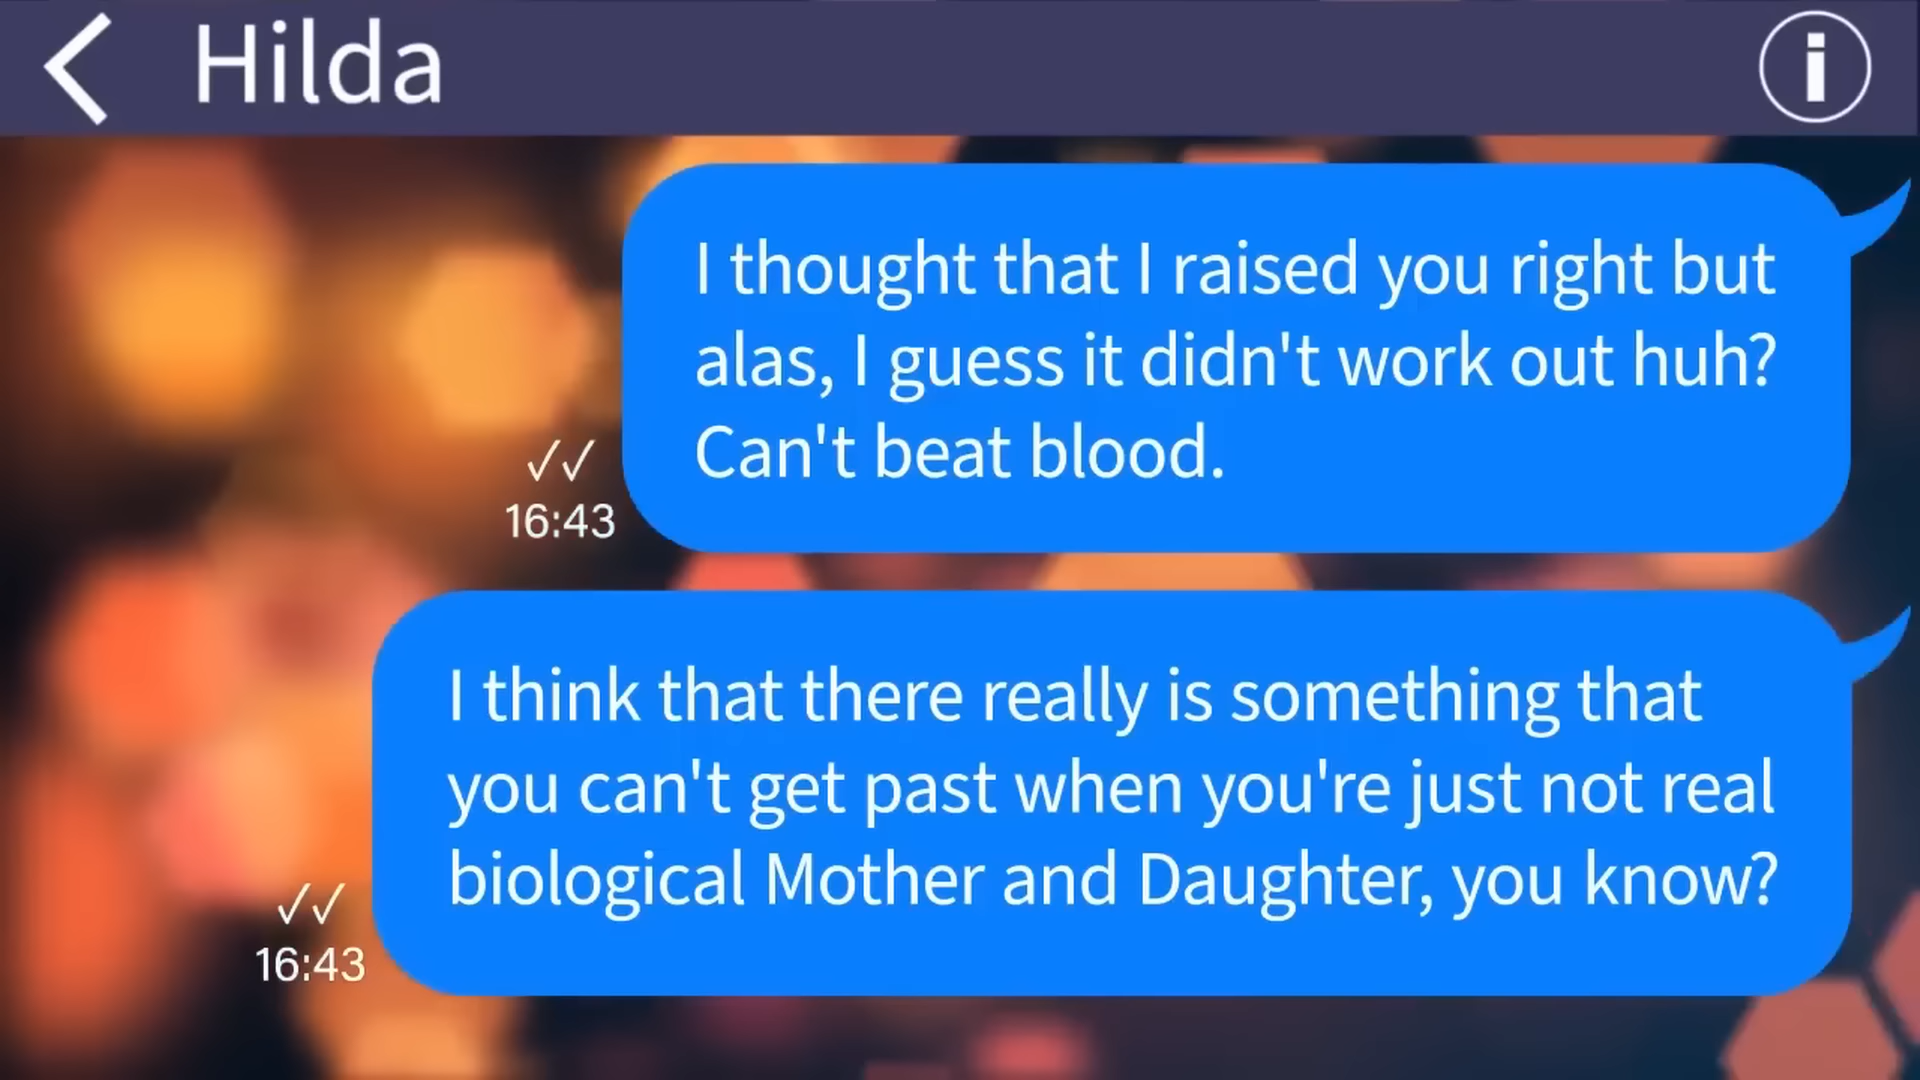 Hilda
I thought that I raised you right but
alas, I guess it didn't work out huh?
Can't beat blood.
✓✓
16:43
I think that there really is something that
you can't get past when you're just not real
biological Mother and Daughter, you know?
✓✓
16:43